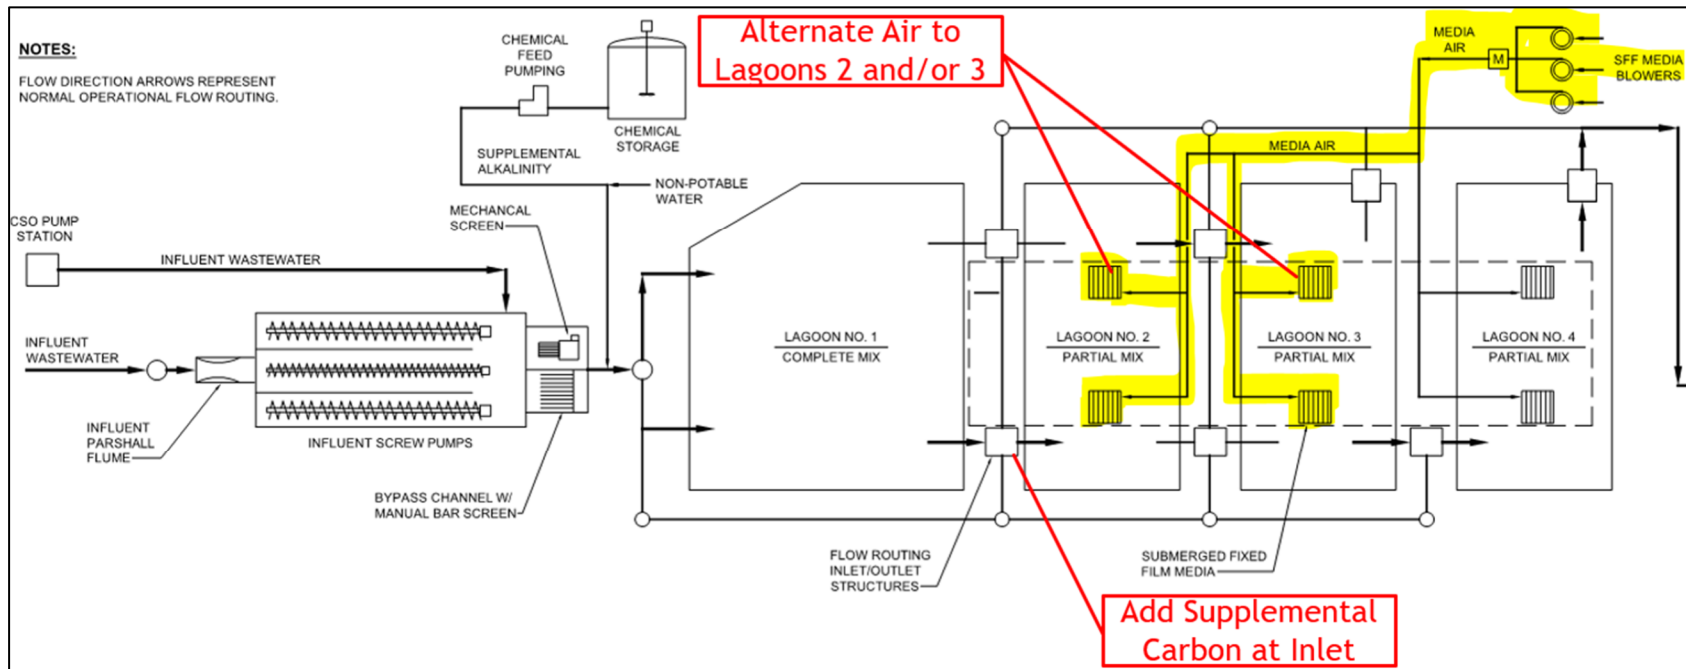 NOTES:
FLOW DIRECTION ARROWS REPRESENT
NORMAL OPERATIONAL FLOW ROUTING.
CHEMICAL
FEED
PUMPING
CHEMICAL
STORAGE
SUPPLEMENTAL
ALKALINITY
NON-POTABLE
WATER
Alternate Air to
Lagoons 2 and/or 3
MEDIA
AIR
M
SFF MEDIA
BLOWERS
MEDIA AIR
CSO PUMP
STATION
INFLUENT WASTEWATER
MECHANCAL
SCREEN
INFLUENT
WASTEWATER
INFLUENT
PARSHALL
FLUME
INFLUENT SCREW PUMPS
BYPASS CHANNEL W/
MANUAL BAR SCREEN
LAGOON NO. 1
COMPLETE MIX
LAGOON NO. 2
PARTIAL MIX
LAGOON NO. 3
PARTIAL MIX
LAGOON NO. 4
PARTIAL MIX
FLOW ROUTING
INLET/OUTLET
STRUCTURES
SUBMERGED FIXED
FILM MEDIA
Add Supplemental
Carbon at Inlet